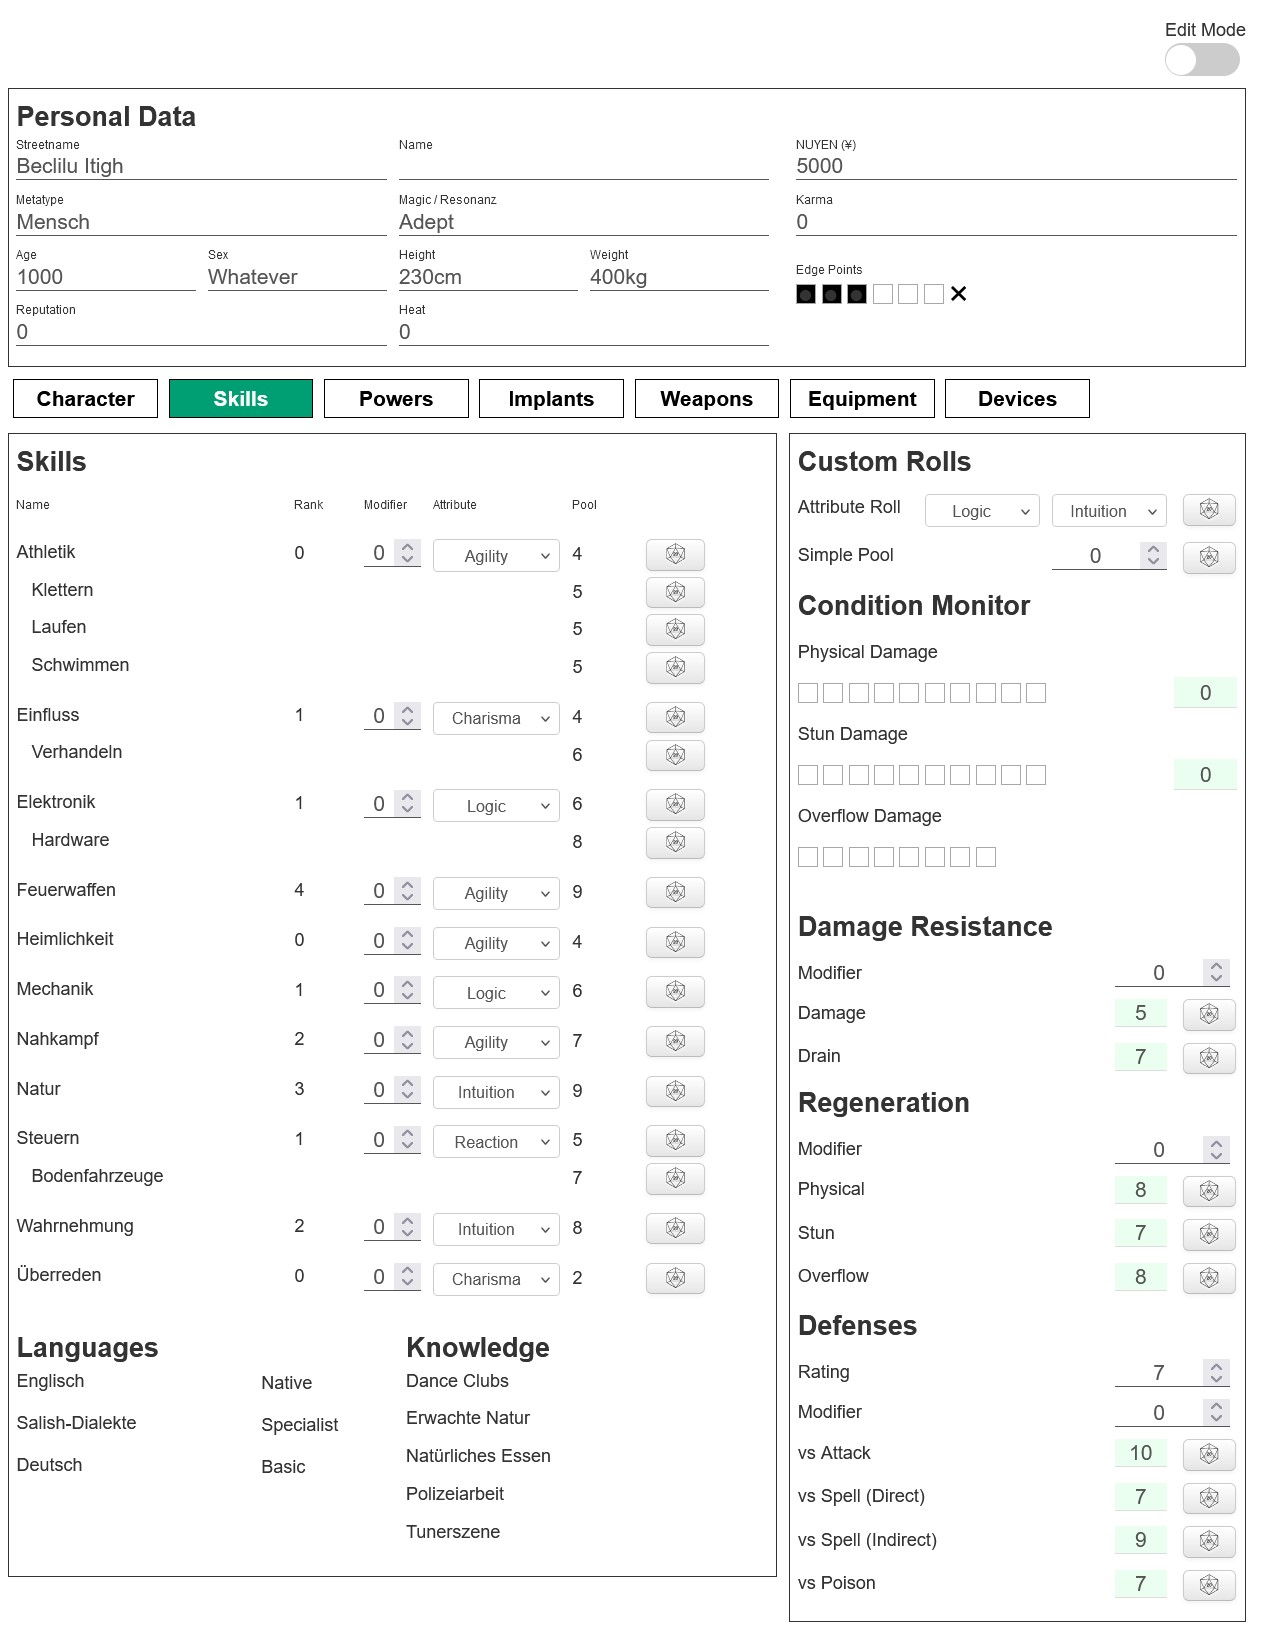 Edit Mode
Personal Data
Streetname Name NUYEN (¥)
Beclilu Itigh 5000
Metatype Magic / Resonanz Karma
Mensch Adept 0
Age Sex Height Weight
1000 Whatever 230cm 400kg
Edge Points
Reputation Heat
0 0
Character Skills Powers Implants Weapons Equipment Devices
Skills
Name Rank Modifier Attribute Pool
Athletik 0 0 Agility 4
Klettern 5
Laufen 5
Schwimmen 5
Einfluss 1 0 Charisma 4
Verhandeln 6
Elektronik 1 0 Logic 6
Hardware 8
Feuerwaffen 4 0 Agility 9
Heimlichkeit 0 0 Agility 4
Mechanik 1 0 Logic 6
Nahkampf 2 0 Agility 7
Natur 3 0 Intuition 9
Steuern 1 0 Reaction 5
Bodenfahrzeuge 7
Wahrnehmung 2 0 Intuition 8
Überreden 0 0 Charisma 2
Languages
Englisch Native
Salish-Dialekte Specialist
Deutsch Basic
Knowledge
Dance Clubs
Erwachte Natur
Natürliches Essen
Polizeiarbeit
Tunerszene
Custom Rolls
Attribute Roll Logic Intuition
Simple Pool 0
Condition Monitor
Physical Damage
0
Stun Damage
0
Overflow Damage
Damage Resistance
Modifier 0
Damage 5
Drain 7
Regeneration
Modifier 0
Physical 8
Stun 7
Overflow 8
Defenses
Rating 7
Modifier 0
vs Attack 10
vs Spell (Direct) 7
vs Spell (Indirect) 9
vs Poison 7